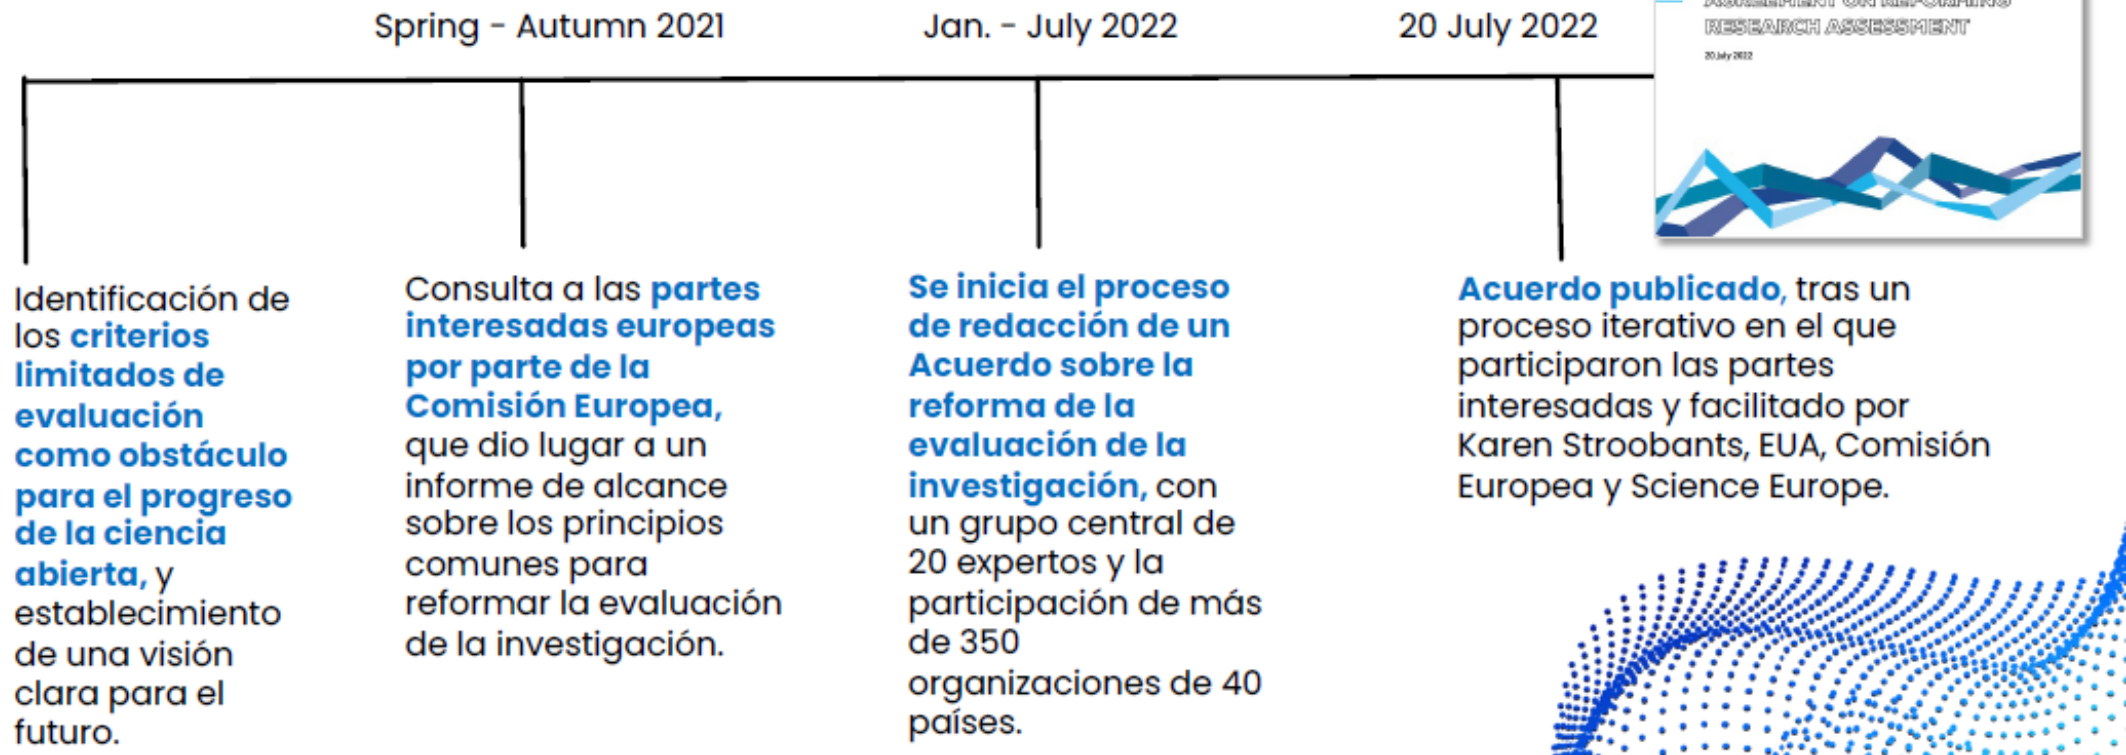 Spring - Autumn 2021
Jan. - July 2022
20 July 2022
AGREEMENT ON REFORMING
RESEARCH ASSESSMENT
20 July 2022
Identificación de
los criterios
limitados de
evaluación
como obstáculo
para el progreso
de la ciencia
abierta, y
establecimiento
de una visión
clara para el
futuro.
Consulta a las partes
interesadas europeas
por parte de la
Comisión Europea,
que dio lugar a un
informe de alcance
sobre los principios
comunes para
reformar la evaluación
de la investigación.
Se inicia el proceso
de redacción de un
Acuerdo sobre la
reforma de la
evaluación de la
investigación, con
un grupo central de
20 expertos y la
participación de más
de 350
organizaciones de 40
países.
Acuerdo publicado, tras un
proceso iterativo en el que
participaron las partes
interesadas y facilitado por
Karen Stroobants, EUA, Comisión
Europea y Science Europe.